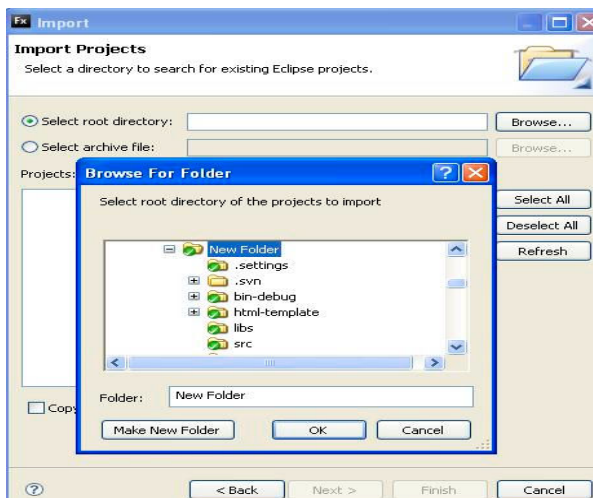 Fx Import
Import Projects
Select a directory to search for existing Eclipse projects.
Select root directory:
Browse...
Select archive file:
Browse...
Projects:
Select All
Deselect All
Refresh
Browse For Folder
Select root directory of the projects to import
New Folder
.settings
.svn
bin-debug
html-template
libs
src
Folder: New Folder
Make New Folder OK Cancel
Copy
< Back Next > Finish Cancel